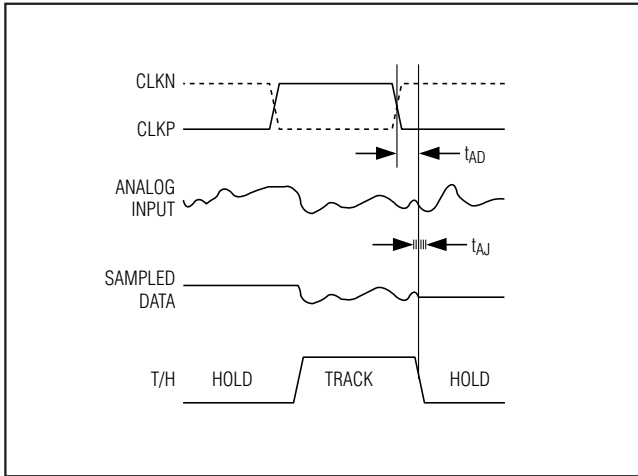 CLKN
CLKP
tAD
ANALOG
INPUT
tAJ
SAMPLED
DATA
T/H
HOLD
TRACK
HOLD